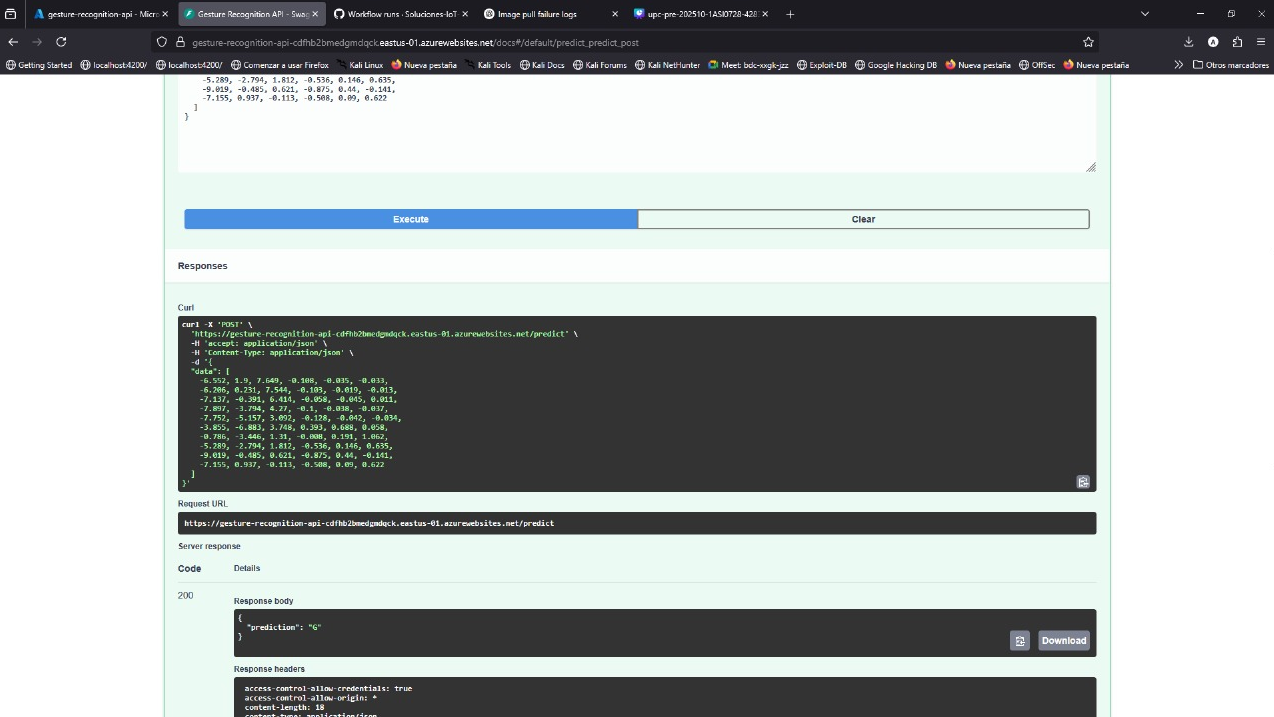 gesture-recognition-api - Micro
Gesture Recognition API - Swag
Workflow runs · Soluciones-IoT-
Image pull failure logs
upc-pre-202510-1ASI0728-428
gesture-recognition-api-cdfhb2bmedgmdqck.eastus-01.azurewebsites.net/docs#/default/predict_predict_post
Getting Started
localhost:4200/
localhost:4200/
Comenzar a usar Firefox
Kali Linux
Nueva pestaña
Kali Tools
Kali Docs
Kali Forums
Kali NetHunter
Meet: bdc-xxgk-jzz
Exploit-DB
Google Hacking DB
Nueva pestaña
OffSec
Nueva pestaña
Otros marcadores
-5.289, -2.794, 1.812, -0.536, 0.146, 0.635,
-9.019, -0.485, 0.621, -0.875, 0.44, -0.141,
-7.155, 0.937, -0.113, -0.508, 0.09, 0.622
]
}
Execute
Clear
Responses
Curl
curl -X 'POST' \
'https://gesture-recognition-api-cdfhb2bmedgmdqck.eastus-01.azurewebsites.net/predict' \
-H 'accept: application/json' \
-H 'Content-Type: application/json' \
-d '{
"data": [
-6.552, 1.9, 7.649, -0.108, -0.035, -0.033,
-6.206, 0.231, 7.544, -0.103, -0.019, -0.013,
-7.137, -0.391, 6.414, -0.058, -0.045, 0.011,
-7.897, -3.794, 4.27, -0.1, -0.038, -0.037,
-7.752, -5.157, 3.092, -0.128, -0.042, -0.034,
-3.855, -6.883, 3.748, 0.393, 0.688, 0.058,
-0.786, -3.446, 1.31, -0.008, 0.191, 1.062,
-5.289, -2.794, 1.812, -0.536, 0.146, 0.635,
-9.019, -0.485, 0.621, -0.875, 0.44, -0.141,
-7.155, 0.937, -0.113, -0.508, 0.09, 0.622
]
}'
Request URL
https://gesture-recognition-api-cdfhb2bmedgmdqck.eastus-01.azurewebsites.net/predict
Server response
Code
Details
200
Response body
{
"prediction": "G"
}
Download
Response headers
access-control-allow-credentials: true
access-control-allow-origin: *
content-length: 18
content-type: application/json